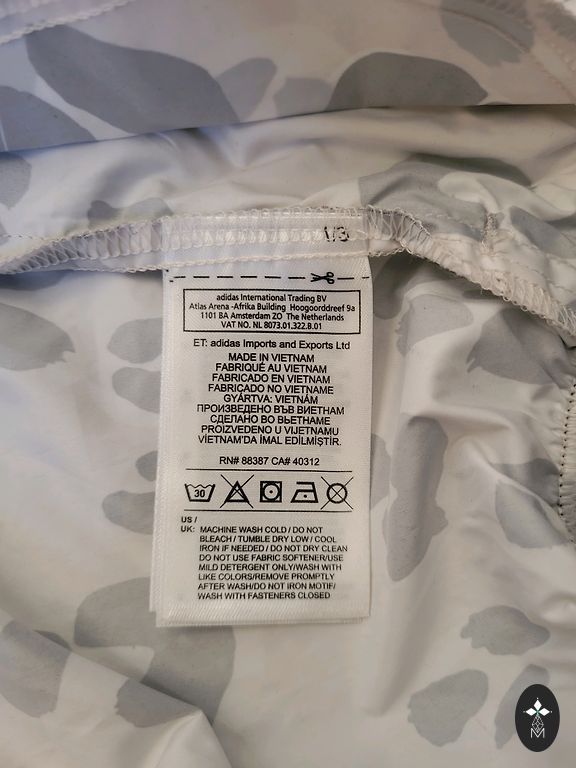 1/3
adidas International Trading BV
Atlas Arena -Afrika Building Hoogoorddreef 9a
1101 BA Amsterdam ZO The Netherlands
VAT NO. NL 8073.01.322.B.01
ET: adidas Imports and Exports Ltd
MADE IN VIETNAM
FABRIQUÉ AU VIETNAM
FABRICADO EN VIETNAM
FABRICADO NO VIETNAME
GYÁRTVA: VIETNÁM
ПРОИЗВЕДЕНО ВЪВ ВИЕТНАМ
СДЕЛАНО ВО ВЬЕТНАМЕ
PROIZVEDENO U VIJETNAMU
VİETNAM'DA İMAL EDİLMİŞTİR.
RN# 88387 CA# 40312
30
US /
UK: MACHINE WASH COLD / DO NOT
BLEACH / TUMBLE DRY LOW / COOL
IRON IF NEEDED / DO NOT DRY CLEAN
DO NOT USE FABRIC SOFTENER/USE
MILD DETERGENT ONLY/WASH WITH
LIKE COLORS/REMOVE PROMPTLY
AFTER WASH/DO NOT IRON MOTIF/
WASH WITH FASTENERS CLOSED
M